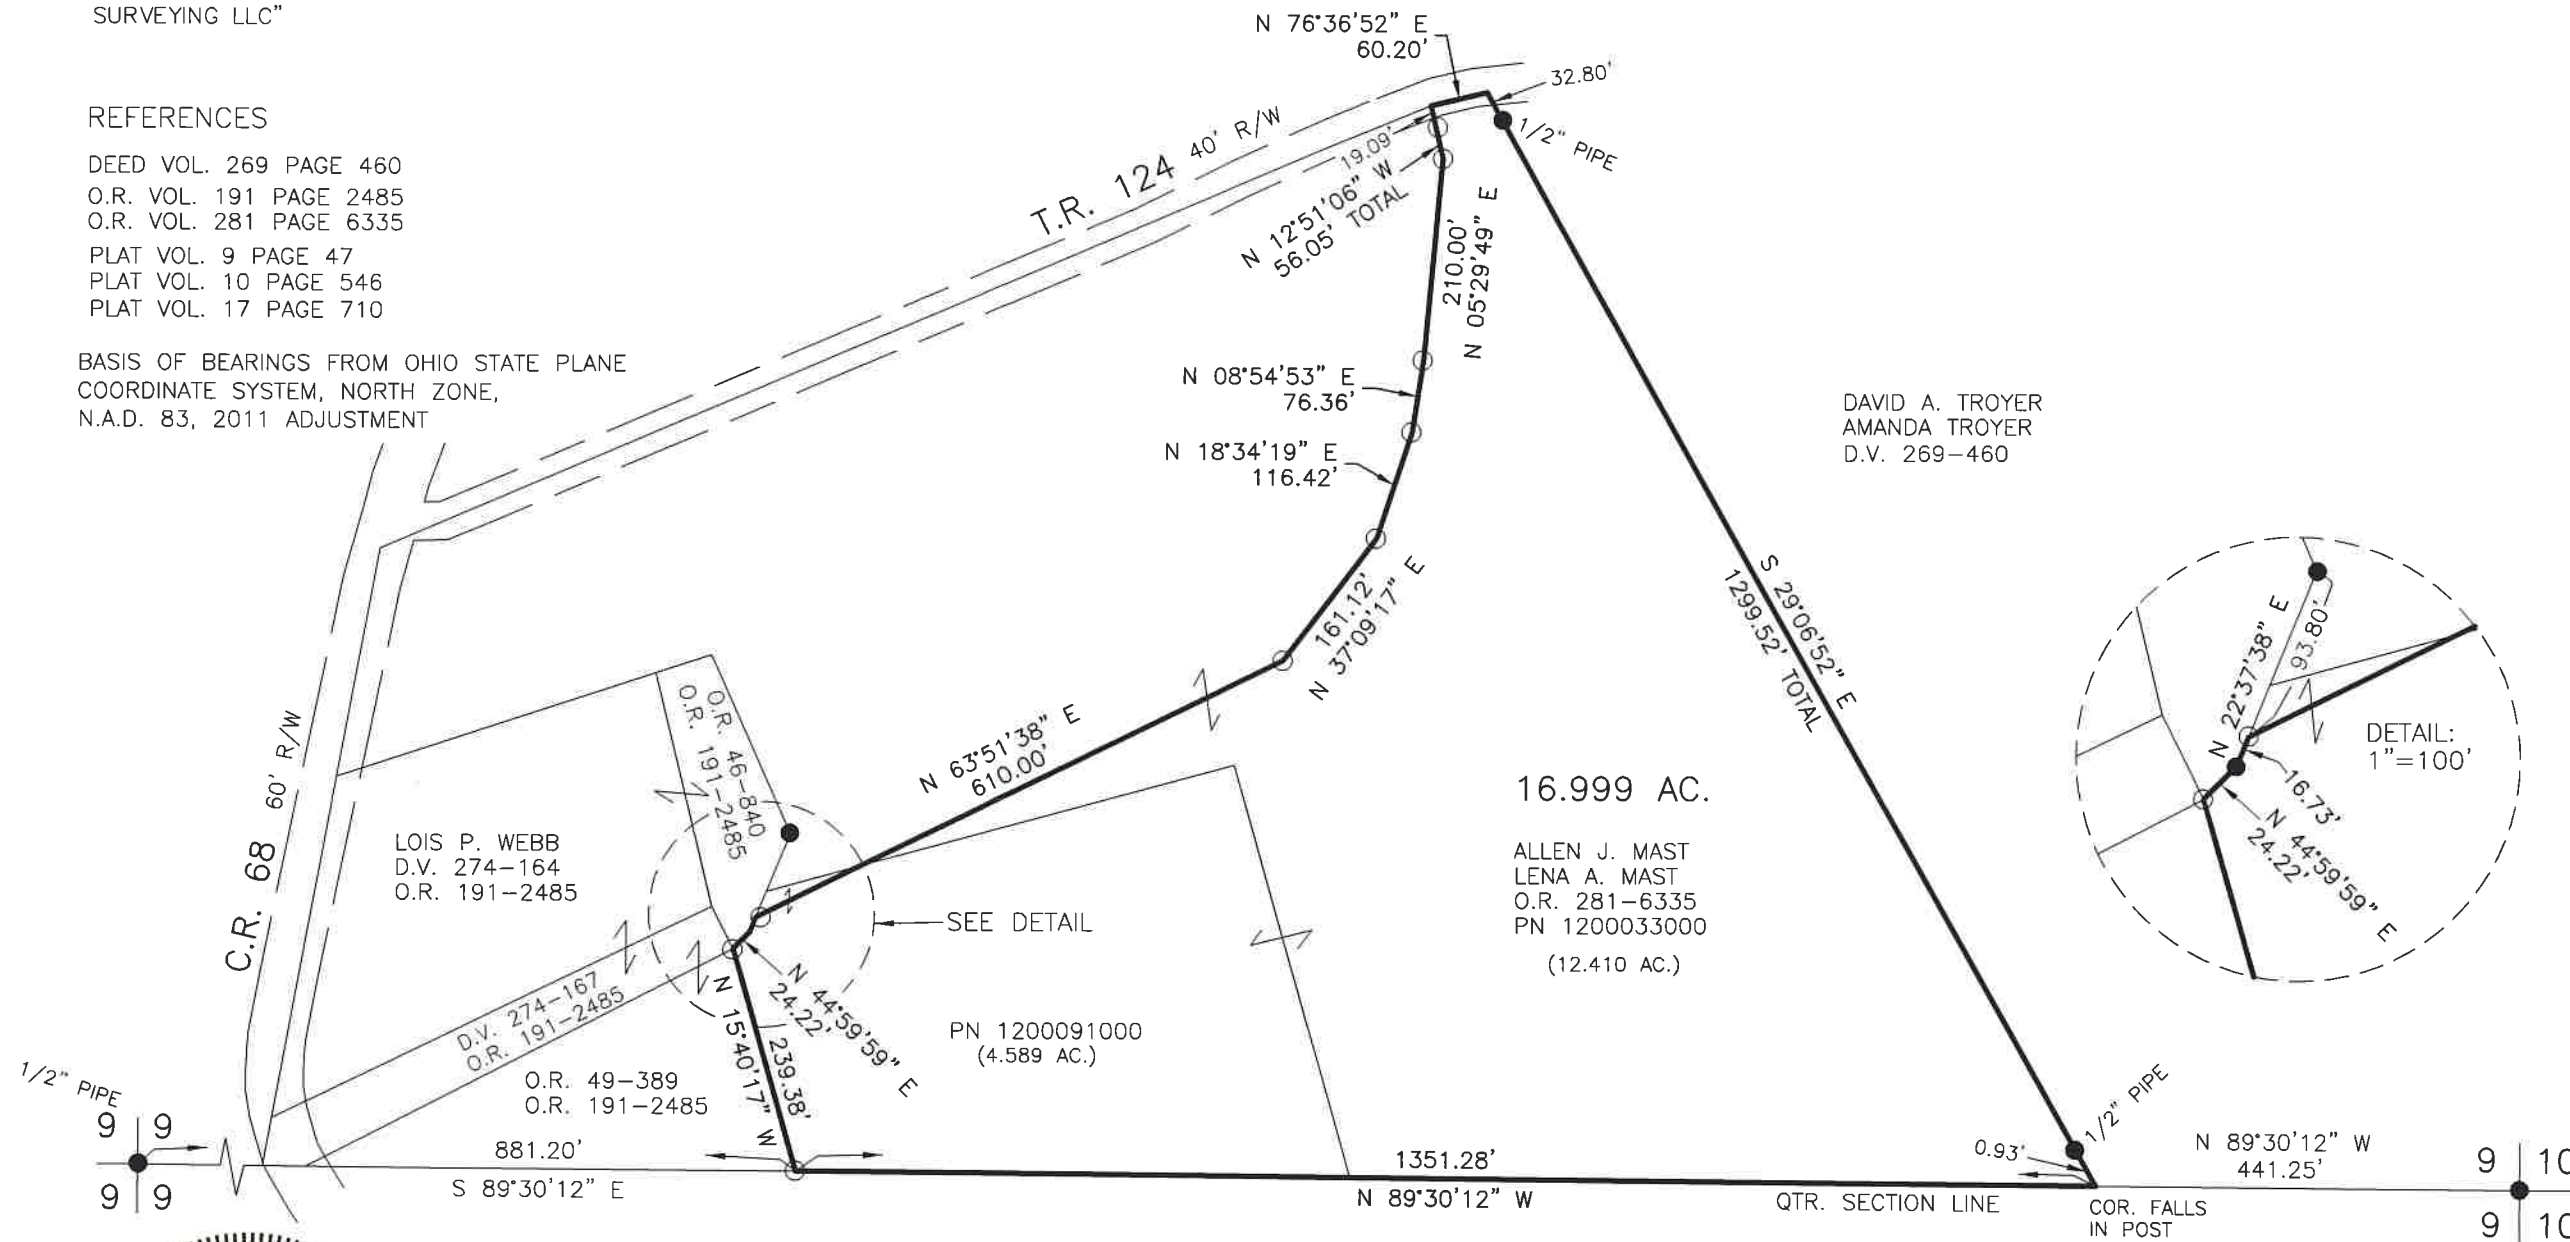 SURVEYING LLC"
REFERENCES
DEED VOL. 269 PAGE 460
O.R. VOL. 191 PAGE 2485
O.R. VOL. 281 PAGE 6335
PLAT VOL. 9 PAGE 47
PLAT VOL. 10 PAGE 546
PLAT VOL. 17 PAGE 710
BASIS OF BEARINGS FROM OHIO STATE PLANE
COORDINATE SYSTEM, NORTH ZONE,
N.A.D. 83, 2011 ADJUSTMENT
N 76°36'52" E
60.20'
32.80'
1/2" PIPE
T.R. 124 40' R/W
19.09'
N 12°51'06" W
56.05' TOTAL
210.00'
N 05°29'49" E
N 08°54'53" E
76.36'
N 18°34'19" E
116.42'
161.12'
N 37°09'17" E
S 29°06'52" E
1299.52' TOTAL
DAVID A. TROYER
AMANDA TROYER
D.V. 269-460
N 63°51'38" E
610.00'
C.R. 68 60' R/W
O.R. 46-840
O.R. 191-2485
LOIS P. WEBB
D.V. 274-164
O.R. 191-2485
SEE DETAIL
16.999 AC.
ALLEN J. MAST
LENA A. MAST
O.R. 281-6335
PN 1200033000
(12.410 AC.)
N 22°37'38" E
93.80'
DETAIL:
1"=100'
16.73'
N 44°59'59" E
24.22'
D.V. 274-167
O.R. 191-2485
N 44°59'59" E
24.22'
N 15°40'17" W
239.38'
PN 1200091000
(4.589 AC.)
O.R. 49-389
O.R. 191-2485
1/2" PIPE
9 9
9 9
881.20'
S 89°30'12" E
1351.28'
N 89°30'12" W
QTR. SECTION LINE
0.93'
1/2" PIPE
COR. FALLS
IN POST
N 89°30'12" W
441.25'
9 10
9 10